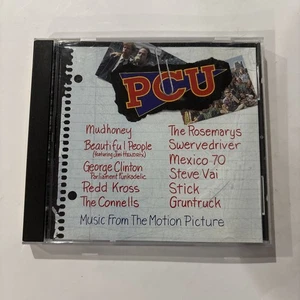 PCU
Mudhoney
Beautiful People
(featuring Jimi Hendrix)
George Clinton
Parliament Funkadelic
Redd Kross
The Connells
The Rosemarys
Swervedriver
Mexico 70
Steve Vai
Stick
Gruntruck
Music From The Motion Picture